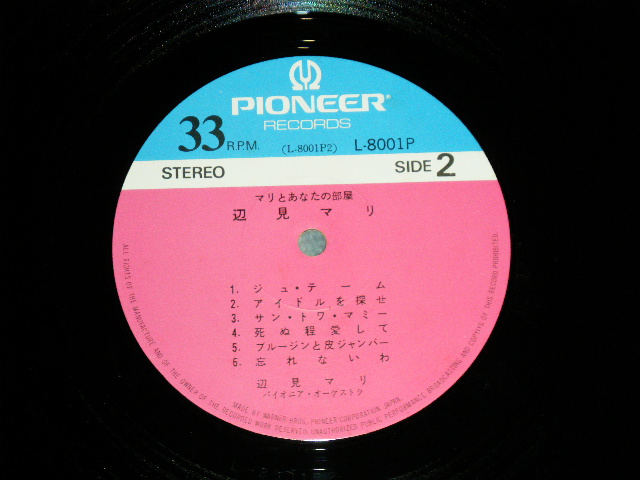 PIONEER®
RECORDS
33 R.P.M. (L-8001P2) L-8001P
STEREO SIDE 2
マリとあなたの部屋
辺見マリ
1. ジュ・テーム
2. アイドルを探せ
3. サン・トワ・マミー
4. 死ぬ程愛して
5. ブルージンと皮ジャンパー
6. 忘れないわ
辺見マリ
パイオニア・オーケストラ
MADE BY WARNER BROS.-PIONEER CORPORATION, JAPAN.
ALL RIGHTS OF THE MANUFACTURE AND OF THE OWNER OF THE RECORDED WORK RESERVED. UNAUTHORIZED PUBLIC PERFORMANCE, BROADCASTING AND COPYING OF THIS RECORD PROHIBITED.